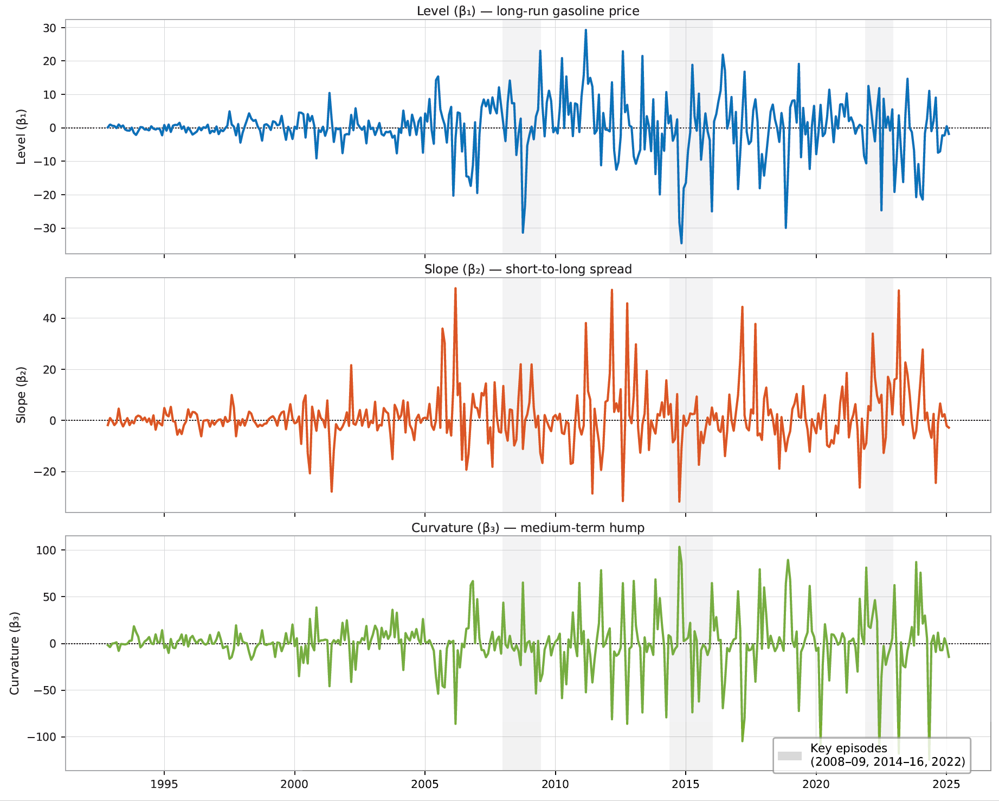 Level (β₁) — long-run gasoline price
30
20
10
0
−10
−20
−30
Level (β₁)
Slope (β₂) — short-to-long spread
40
20
0
−20
Slope (β₂)
Curvature (β₃) — medium-term hump
100
50
0
−50
−100
Curvature (β₃)
Key episodes
(2008–09, 2014–16, 2022)
1995
2000
2005
2010
2015
2020
2025